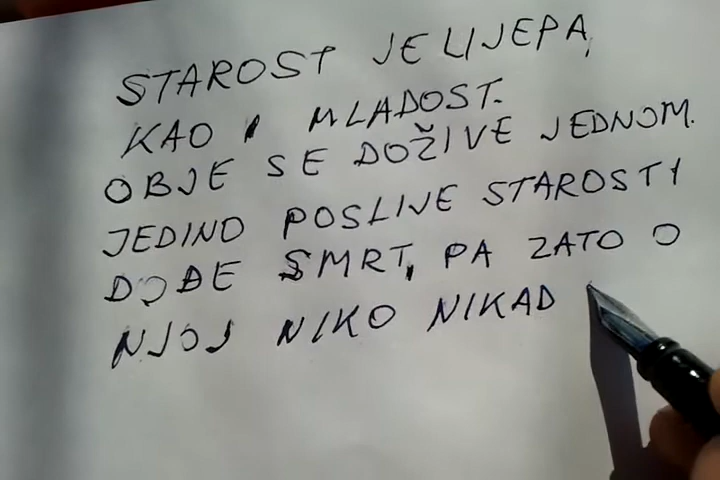 STAROST JE LIJEPA,
KAO I MLADOST.
OBJE SE DOŽIVE JEDNOM.
JEDINO POSLIJE STAROSTI
DOĐE SMRT, PA ZATO O
NJOJ NIKO NIKAD